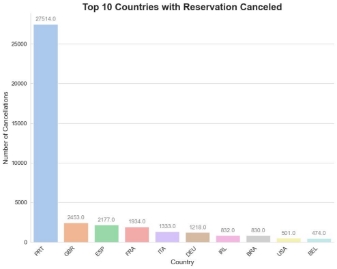 Top 10 Countries with Reservation Canceled
27514.0
25000
20000
15000
10000
5000
0
Number of Cancellations
2453.0
2177.0
1934.0
1333.0
1218.0
832.0
830.0
501.0
474.0
PRT
GBR
ESP
FRA
ITA
DEU
IRL
BRA
USA
BEL
Country